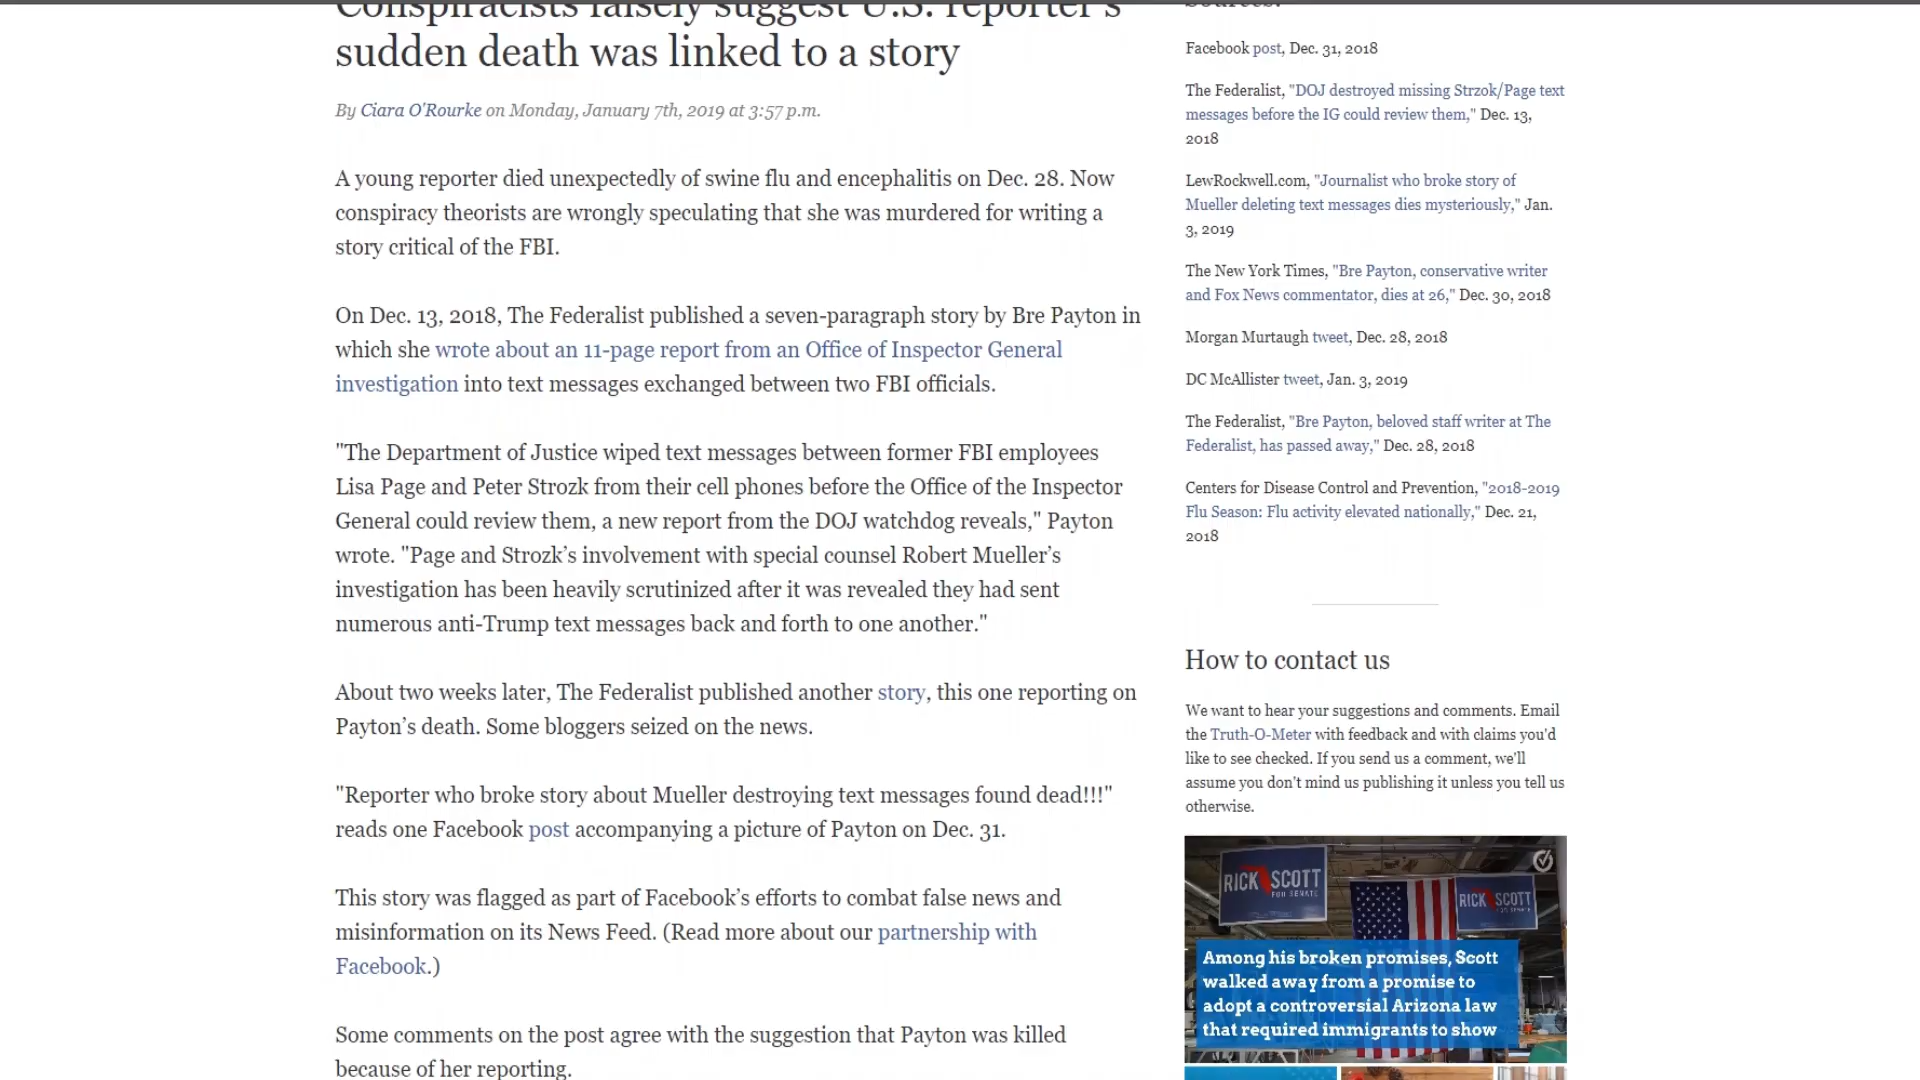 Conspiracists falsely suggest U.S. reporter's
sudden death was linked to a story
By Ciara O'Rourke on Monday, January 7th, 2019 at 3:57 p.m.
A young reporter died unexpectedly of swine flu and encephalitis on Dec. 28. Now
conspiracy theorists are wrongly speculating that she was murdered for writing a
story critical of the FBI.
On Dec. 13, 2018, The Federalist published a seven-paragraph story by Bre Payton in
which she wrote about an 11-page report from an Office of Inspector General
investigation into text messages exchanged between two FBI officials.
"The Department of Justice wiped text messages between former FBI employees
Lisa Page and Peter Strozk from their cell phones before the Office of the Inspector
General could review them, a new report from the DOJ watchdog reveals," Payton
wrote. "Page and Strozk’s involvement with special counsel Robert Mueller’s
investigation has been heavily scrutinized after it was revealed they had sent
numerous anti-Trump text messages back and forth to one another."
About two weeks later, The Federalist published another story, this one reporting on
Payton’s death. Some bloggers seized on the news.
"Reporter who broke story about Mueller destroying text messages found dead!!!"
reads one Facebook post accompanying a picture of Payton on Dec. 31.
This story was flagged as part of Facebook’s efforts to combat false news and
misinformation on its News Feed. (Read more about our partnership with
Facebook.)
Some comments on the post agree with the suggestion that Payton was killed
because of her reporting.
Sources:
Facebook post, Dec. 31, 2018
The Federalist, "DOJ destroyed missing Strzok/Page text
messages before the IG could review them," Dec. 13,
2018
LewRockwell.com, "Journalist who broke story of
Mueller deleting text messages dies mysteriously," Jan.
3, 2019
The New York Times, "Bre Payton, conservative writer
and Fox News commentator, dies at 26," Dec. 30, 2018
Morgan Murtaugh tweet, Dec. 28, 2018
DC McAllister tweet, Jan. 3, 2019
The Federalist, "Bre Payton, beloved staff writer at The
Federalist, has passed away," Dec. 28, 2018
Centers for Disease Control and Prevention, "2018-2019
Flu Season: Flu activity elevated nationally," Dec. 21,
2018
How to contact us
We want to hear your suggestions and comments. Email
the Truth-O-Meter with feedback and with claims you'd
like to see checked. If you send us a comment, we'll
assume you don't mind us publishing it unless you tell us
otherwise.
RICK SCOTT
FOR SENATE
RICK SCOTT
Among his broken promises, Scott
walked away from a promise to
adopt a controversial Arizona law
that required immigrants to show